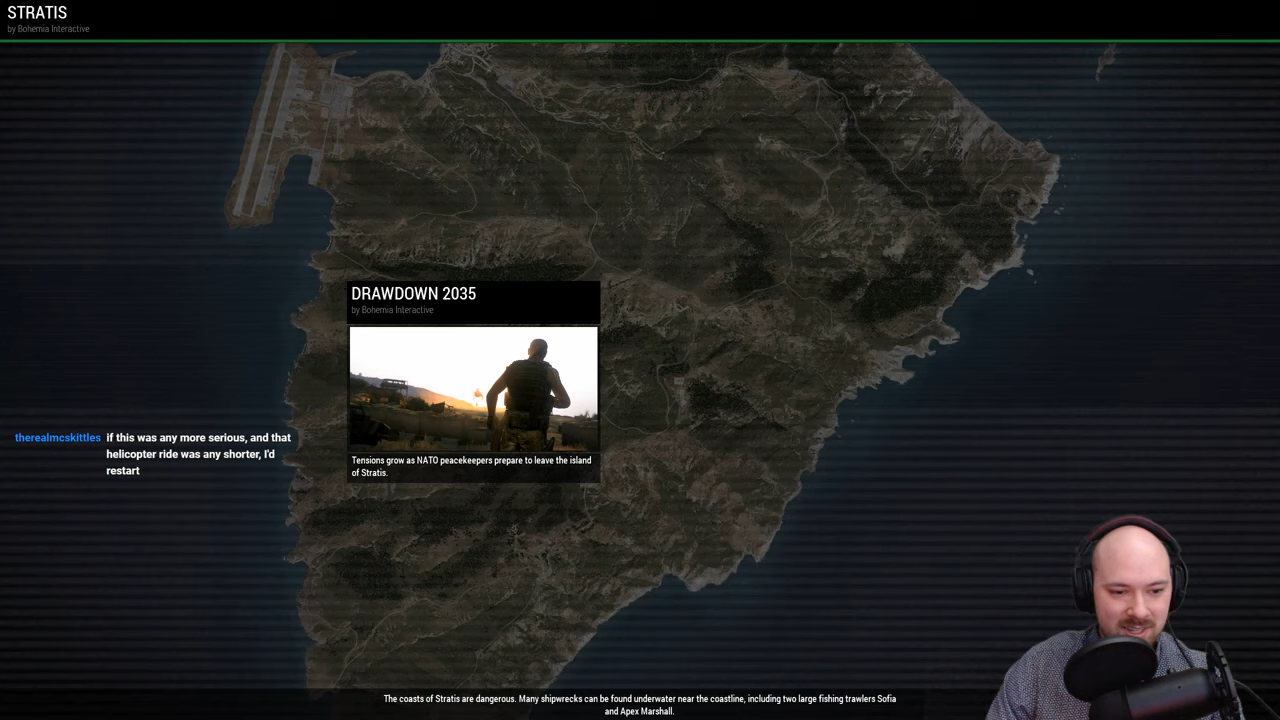 STRATIS
by Bohemia Interactive
DRAWDOWN 2035
by Bohemia Interactive
Tensions grow as NATO peacekeepers prepare to leave the island
of Stratis.
therealmcskittles if this was any more serious, and that
helicopter ride was any shorter, I'd
restart
The coasts of Stratis are dangerous. Many shipwrecks can be found underwater near the coastline, including two large fishing trawlers Sofia
and Apex Marshall.